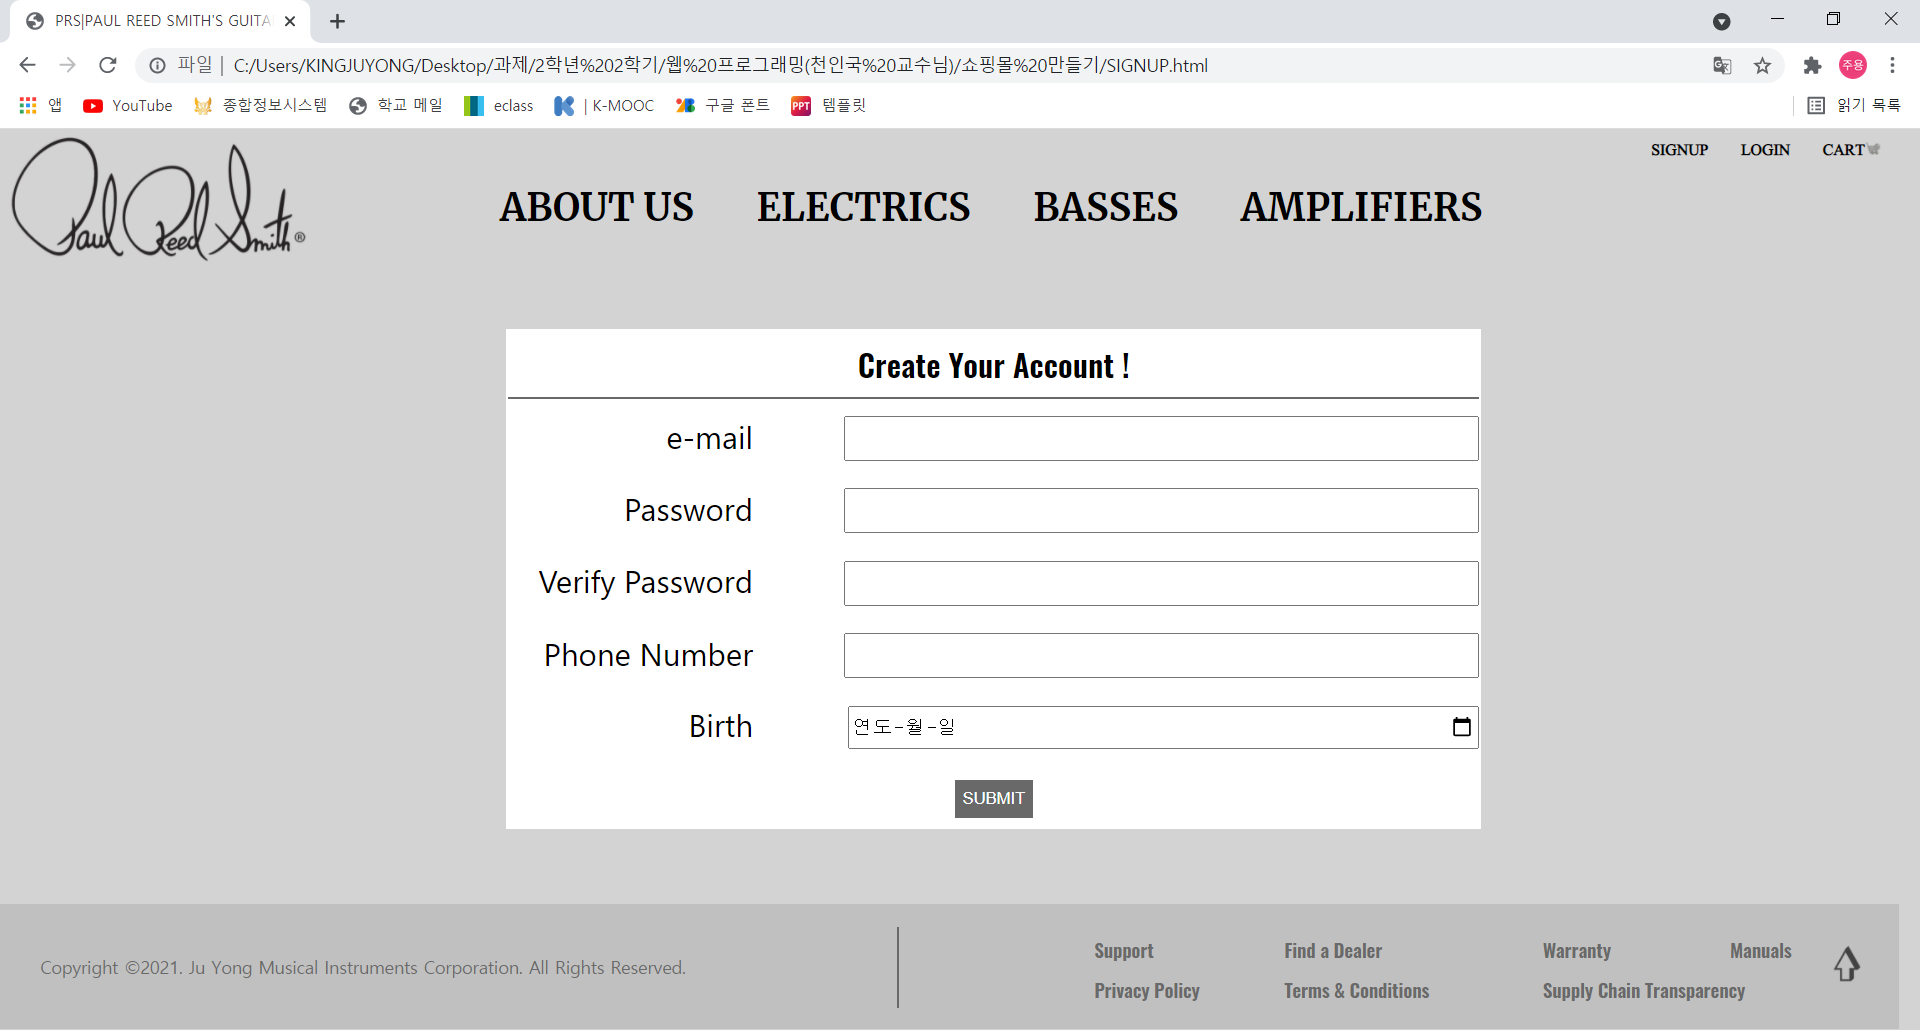 PRS|PAUL REED SMITH'S GUITA
파일 | C:/Users/KINGJUYONG/Desktop/과제/2학년%202학기/웹%20프로그래밍(천인국%20교수님)/쇼핑몰%20만들기/SIGNUP.html
주용
앱 YouTube 종합정보시스템 학교 메일 eclass | K-MOOC 구글 폰트 PPT 템플릿 읽기 목록
SIGNUP LOGIN CART
Paul Reed Smith®
ABOUT US ELECTRICS BASSES AMPLIFIERS
Create Your Account !
e-mail
Password
Verify Password
Phone Number
Birth 연도-월-일
SUBMIT
Copyright ©2021. Ju Yong Musical Instruments Corporation. All Rights Reserved.
Support Find a Dealer Warranty Manuals
Privacy Policy Terms & Conditions Supply Chain Transparency